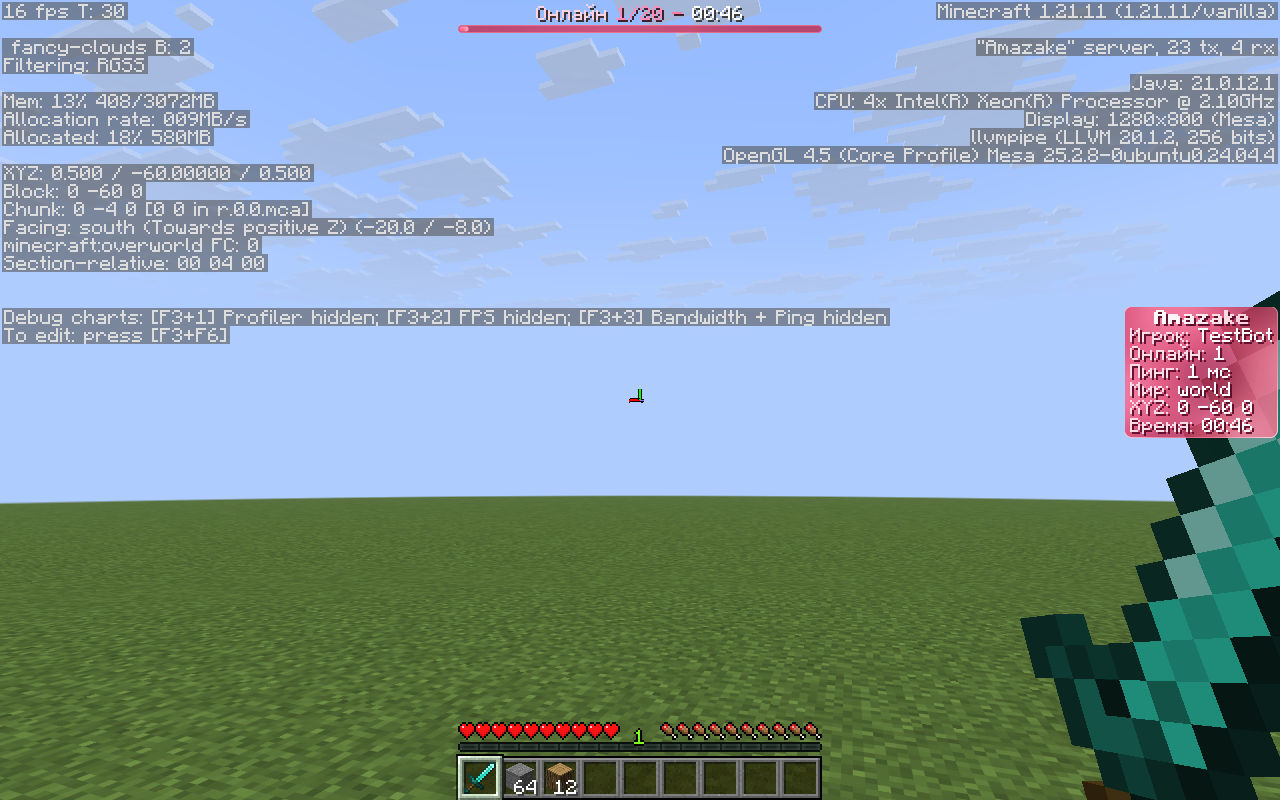 Онлайн 1/20 – 00:46
16 fps T: 30
fancy-clouds B: 2
Filtering: RGSS
Mem: 13% 408/3072MB
Allocation rate: 009MB/s
Allocated: 18% 580MB
XYZ: 0.500 / -60.00000 / 0.500
Block: 0 -60 0
Chunk: 0 -4 0 [0 0 in r.0.0.mca]
Facing: south (Towards positive Z) (-20.0 / -8.0)
minecraft:overworld FC: 0
Section-relative: 00 04 00
Debug charts: [F3+1] Profiler hidden; [F3+2] FPS hidden; [F3+3] Bandwidth + Ping hidden
To edit: press [F3+F6]
Minecraft 1.21.11 (1.21.11/vanilla)
"Amazake" server, 23 tx, 4 rx
Java: 21.0.12.1
CPU: 4x Intel(R) Xeon(R) Processor @ 2.10GHz
Display: 1280x800 (Mesa)
llvmpipe (LLVM 20.1.2, 256 bits)
OpenGL 4.5 (Core Profile) Mesa 25.2.8-0ubuntu0.24.04.4
Amazake
Игрок: TestBot
Онлайн: 1
Пинг: 1 мс
Мир: world
XYZ: 0 -60 0
Время: 00:46
1
64
12